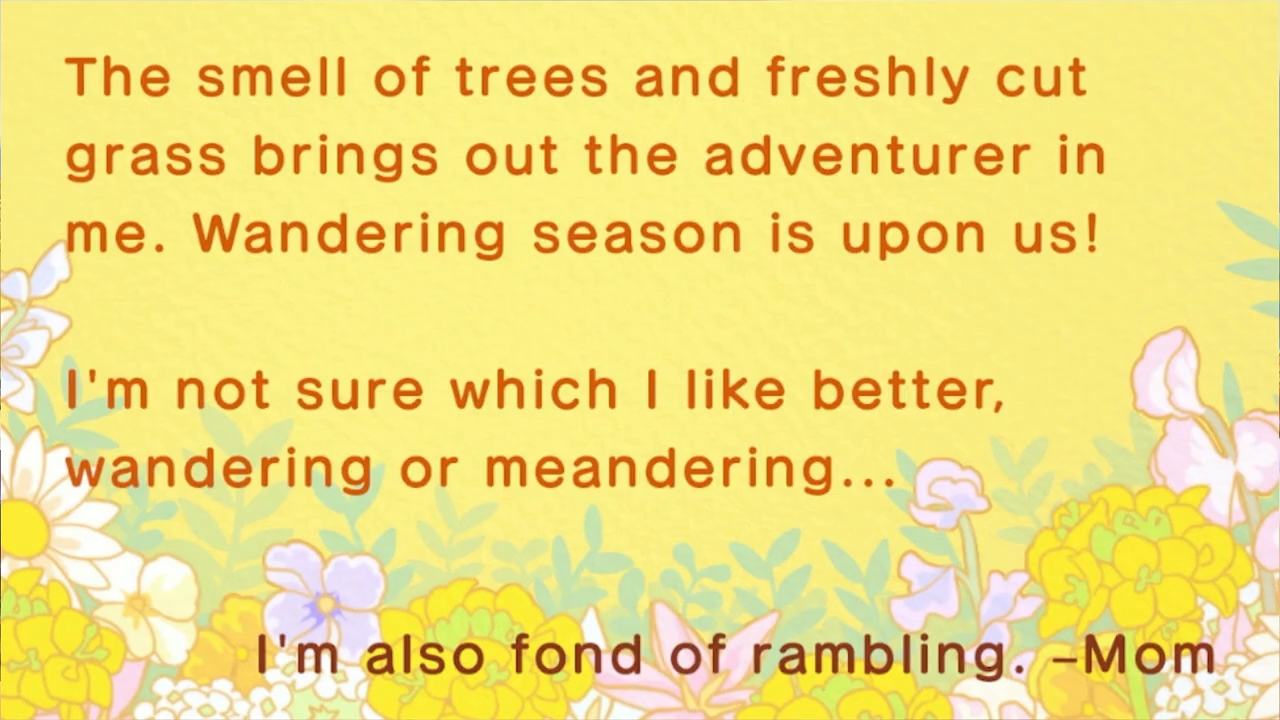 The smell of trees and freshly cut
grass brings out the adventurer in
me. Wandering season is upon us!
I'm not sure which I like better,
wandering or meandering...
I'm also fond of rambling. –Mom